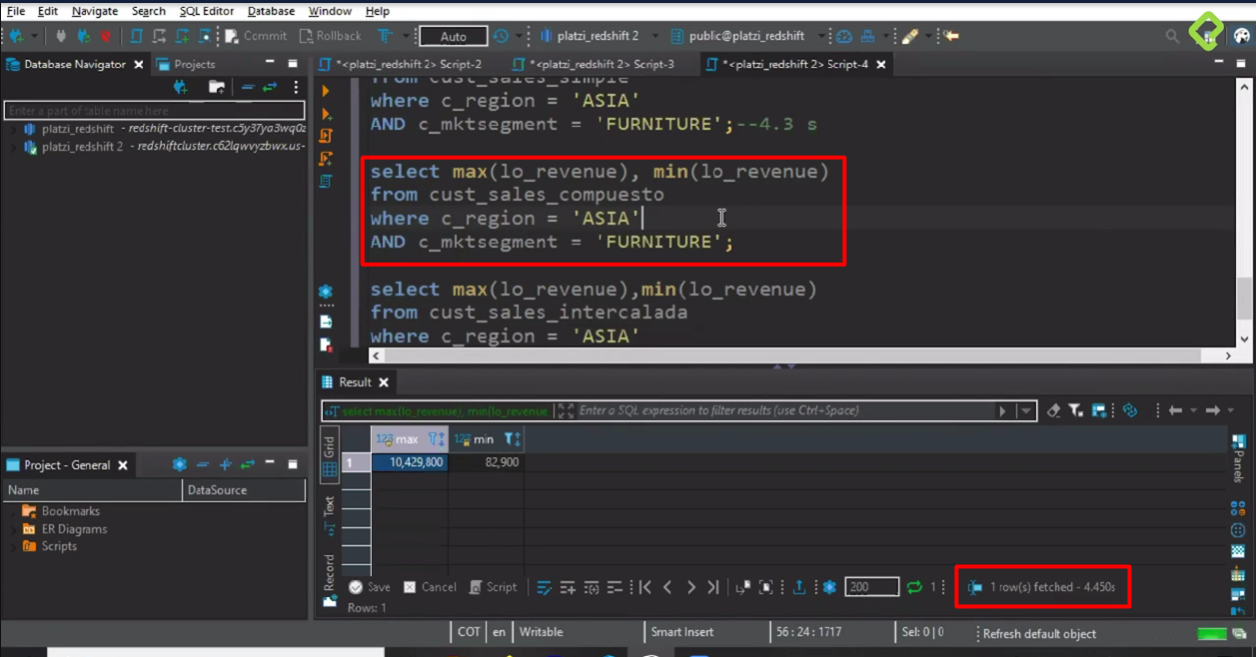 File Edit Navigate Search SQL Editor Database Window Help
Commit Rollback Auto platzi_redshift 2 public@platzi_redshift
Database Navigator Projects
*<platzi_redshift 2> Script-2 *<platzi_redshift 2> Script-3 *<platzi_redshift 2> Script-4
Enter a part of table name here
platzi_redshift - redshift-cluster-test.c5y37ya3wq0z
platzi_redshift 2 - redshiftcluster.c62lqwvyzbwx.us-
from cust_sales_simple
where c_region = 'ASIA'
AND c_mktsegment = 'FURNITURE';--4.3 s
select max(lo_revenue), min(lo_revenue)
from cust_sales_compuesto
where c_region = 'ASIA'
AND c_mktsegment = 'FURNITURE';
select max(lo_revenue),min(lo_revenue)
from cust_sales_intercalada
where c_region = 'ASIA'
Result
select max(lo_revenue), min(lo_revenue Enter a SQL expression to filter results (use Ctrl+Space)
Grid
Text
Record
123 max 123 min
1 10,429,800 82,900
Panels
Project - General
Name DataSource
Bookmarks
ER Diagrams
Scripts
Save Cancel Script 200 1 1 row(s) fetched - 4.450s
Rows: 1
COT en Writable Smart Insert 56 : 24 : 1717 Sel: 0 | 0 Refresh default object